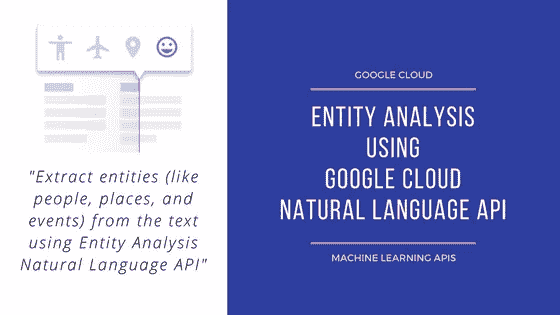 "Extract entities (like
people, places, and
events) from the text
using Entity Analysis
Natural Language API"
GOOGLE CLOUD
ENTITY ANALYSIS
USING
GOOGLE CLOUD
NATURAL LANGUAGE API
MACHINE LEARNING APIS